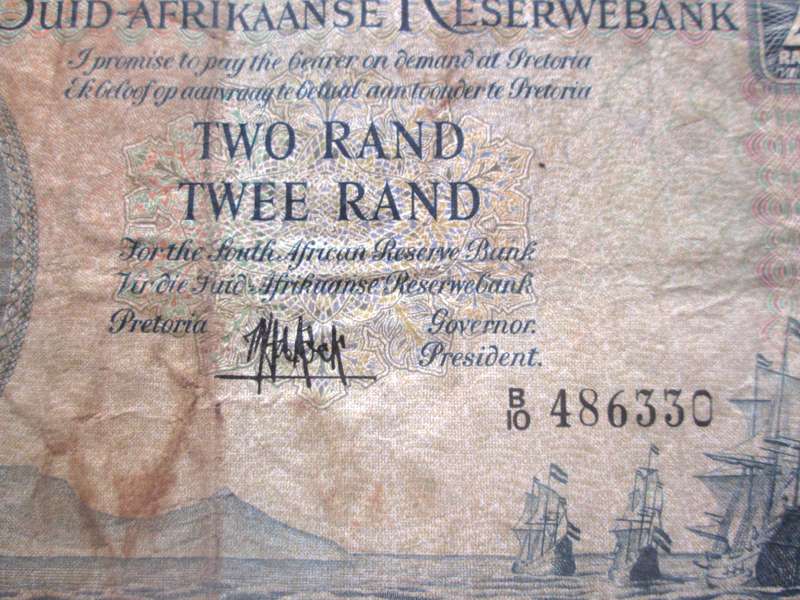 SUID-AFRIKAANSE RESERWEBANK
I promise to pay the bearer on demand at Pretoria
Ek beloof op aanvraag te betaal aan toonder te Pretoria
TWO RAND
TWEE RAND
For the South African Reserve Bank
Vir die Suid-Afrikaanse Reserwebank
Pretoria
Governor.
President.
B/10 486330